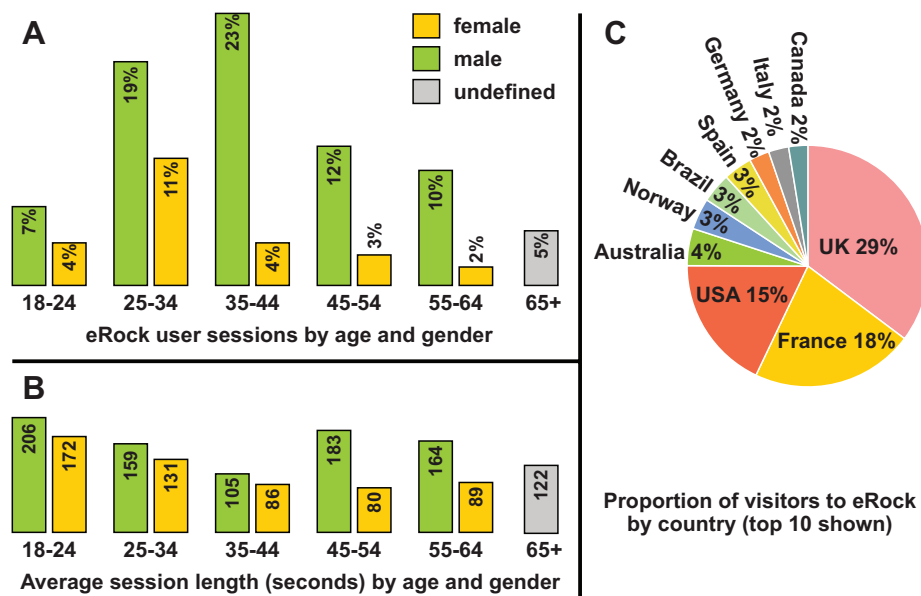 A
female
male
undefined
7%
4%
19%
11%
23%
4%
12%
3%
10%
2%
5%
18-24
25-34
35-44
45-54
55-64
65+
eRock user sessions by age and gender
B
206
172
159
131
105
86
183
80
164
89
122
18-24
25-34
35-44
45-54
55-64
65+
Average session length (seconds) by age and gender
C
UK 29%
France 18%
USA 15%
Australia 4%
Norway 3%
Brazil 3%
Spain 3%
Germany 2%
Italy 2%
Canada 2%
Proportion of visitors to eRock
by country (top 10 shown)